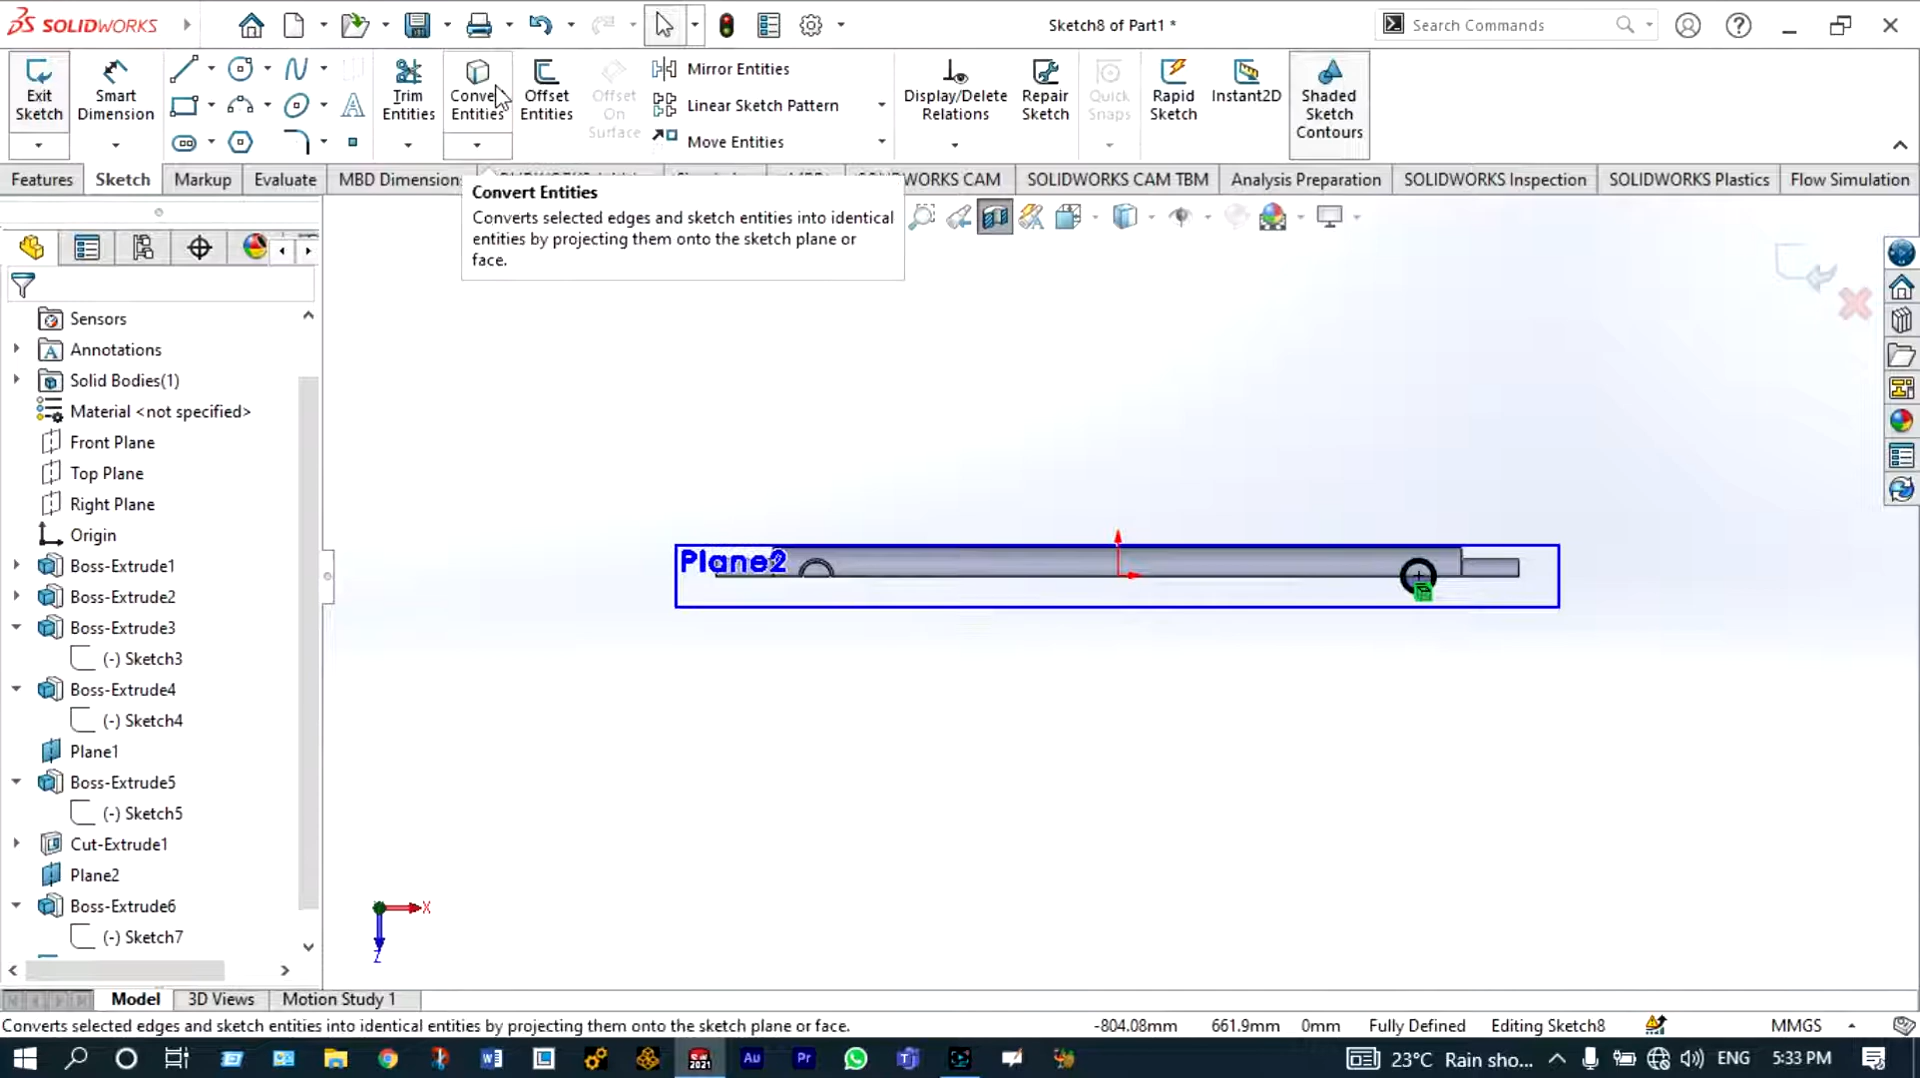 SOLIDWORKS
Sketch8 of Part1 *
Search Commands
Exit Sketch
Smart Dimension
Trim Entities
Convert Entities
Offset Entities
Offset On Surface
Mirror Entities
Linear Sketch Pattern
Move Entities
Display/Delete Relations
Repair Sketch
Quick Snaps
Rapid Sketch
Instant2D
Shaded Sketch Contours
Features
Sketch
Markup
Evaluate
MBD Dimension
WORKS CAM
SOLIDWORKS CAM TBM
Analysis Preparation
SOLIDWORKS Inspection
SOLIDWORKS Plastics
Flow Simulation
Convert Entities
Converts selected edges and sketch entities into identical
entities by projecting them onto the sketch plane or
face.
Sensors
Annotations
Solid Bodies(1)
Material <not specified>
Front Plane
Top Plane
Right Plane
Origin
Boss-Extrude1
Boss-Extrude2
Boss-Extrude3
(-) Sketch3
Boss-Extrude4
(-) Sketch4
Plane1
Boss-Extrude5
(-) Sketch5
Cut-Extrude1
Plane2
Boss-Extrude6
(-) Sketch7
Plane2
X
Z
Model
3D Views
Motion Study 1
Converts selected edges and sketch entities into identical entities by projecting them onto the sketch plane or face.
-804.08mm
661.9mm
0mm
Fully Defined
Editing Sketch8
MMGS
23°C
Rain sho...
ENG
5:33 PM